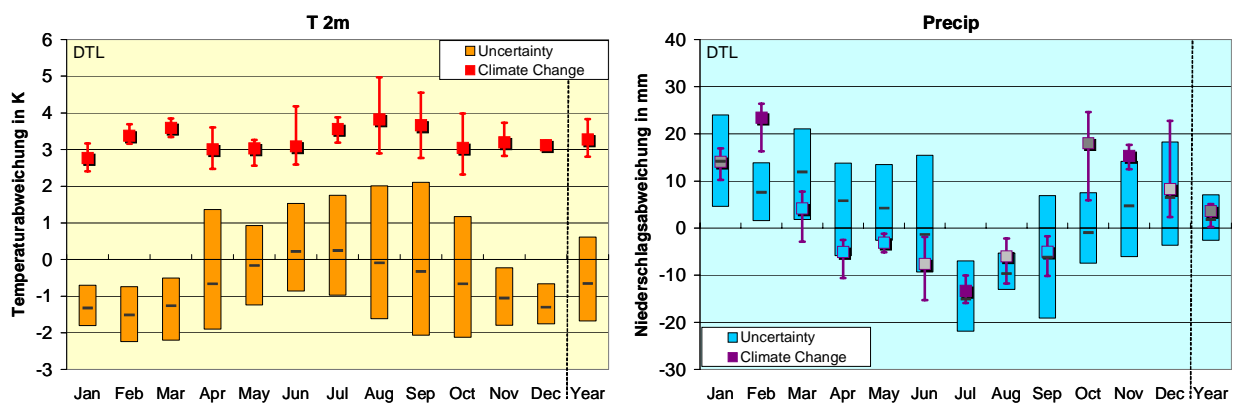 T 2m
DTL
Uncertainty
Climate Change
Temperaturabweichung in K
6
5
4
3
2
1
0
-1
-2
-3
Jan Feb Mar Apr May Jun Jul Aug Sep Oct Nov Dec Year
Precip
DTL
Niederschlagsabweichung in mm
40
30
20
10
0
-10
-20
-30
Uncertainty
Climate Change
Jan Feb Mar Apr May Jun Jul Aug Sep Oct Nov Dec Year